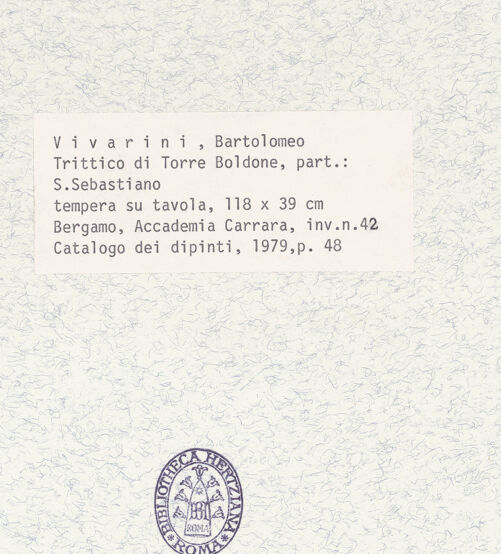 V i v a r i n i , Bartolomeo
Trittico di Torre Boldone, part.:
S.Sebastiano
tempera su tavola, 118 x 39 cm
Bergamo, Accademia Carrara, inv.n.42
Catalogo dei dipinti, 1979,p. 48
BIBLIOTHECA HERTZIANA
ROMA
*ROMA*